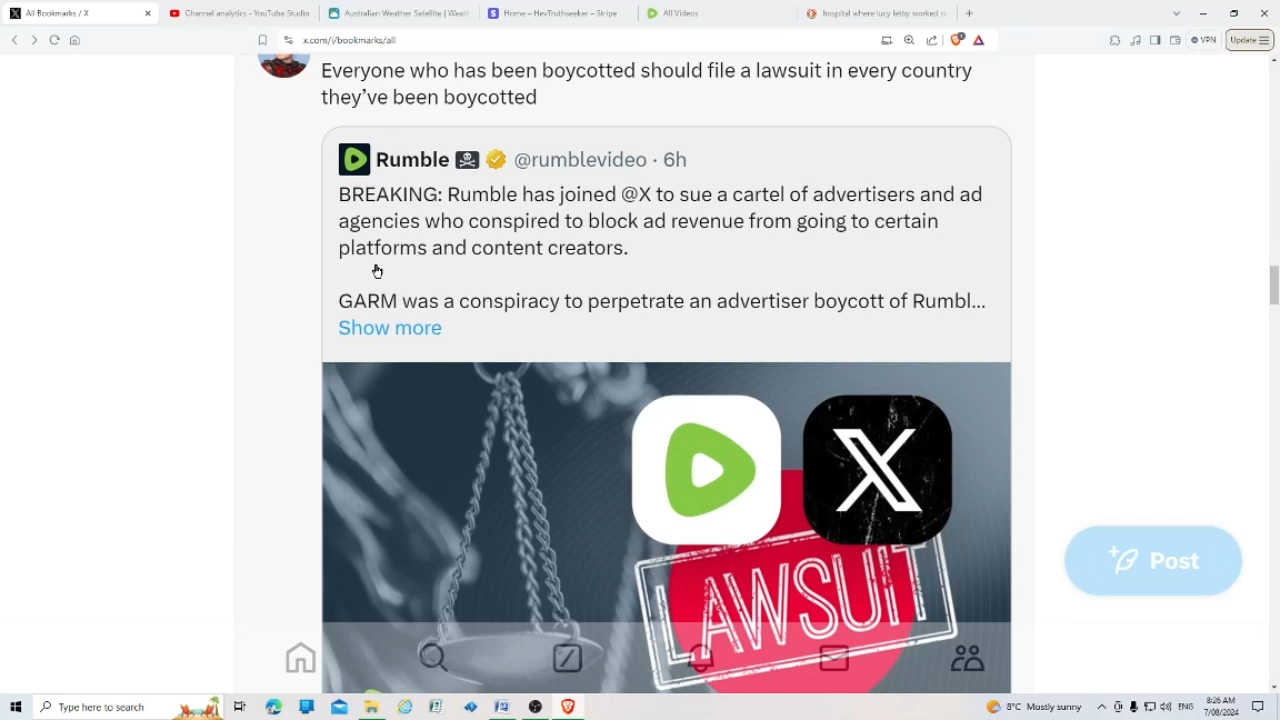 All Bookmarks / X
Channel analytics - YouTube Studio
Australian Weather Satellite | Weath
Home – HevTruthseeker – Stripe
All Videos
hospital where lucy letby worked s
x.com/i/bookmarks/all
VPN
Update
Everyone who has been boycotted should file a lawsuit in every country
they've been boycotted
Rumble @rumblevideo · 6h
BREAKING: Rumble has joined @X to sue a cartel of advertisers and ad
agencies who conspired to block ad revenue from going to certain
platforms and content creators.
GARM was a conspiracy to perpetrate an advertiser boycott of Rumbl...
Show more
LAWSUIT
Post
Type here to search
8°C Mostly sunny
ENG
8:26 AM
7/08/2024